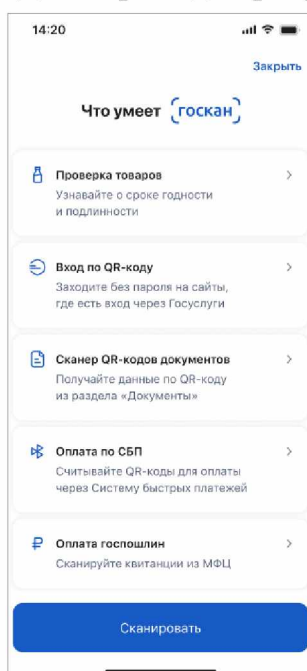 14:20
Закрыть
Что умеет госкан
Проверка товаров
Узнавайте о сроке годности
и подлинности
Вход по QR-коду
Заходите без пароля на сайты,
где есть вход через Госуслуги
Сканер QR-кодов документов
Получайте данные по QR-коду
из раздела «Документы»
Оплата по СБП
Считывайте QR-коды для оплаты
через Систему быстрых платежей
Оплата госпошлин
Сканируйте квитанции из МФЦ
Сканировать